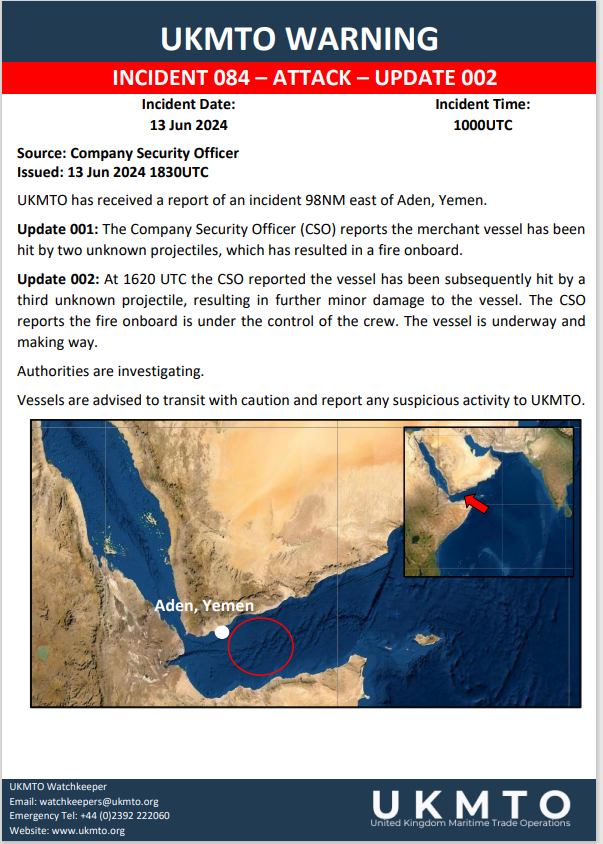 UKMTO WARNING
INCIDENT 084 – ATTACK – UPDATE 002
Incident Date:
13 Jun 2024
Incident Time:
1000UTC
Source: Company Security Officer
Issued: 13 Jun 2024 1830UTC
UKMTO has received a report of an incident 98NM east of Aden, Yemen.
Update 001: The Company Security Officer (CSO) reports the merchant vessel has been
hit by two unknown projectiles, which has resulted in a fire onboard.
Update 002: At 1620 UTC the CSO reported the vessel has been subsequently hit by a
third unknown projectile, resulting in further minor damage to the vessel. The CSO
reports the fire onboard is under the control of the crew. The vessel is underway and
making way.
Authorities are investigating.
Vessels are advised to transit with caution and report any suspicious activity to UKMTO.
Aden, Yemen
UKMTO Watchkeeper
Email: watchkeepers@ukmto.org
Emergency Tel: +44 (0)2392 222060
Website: www.ukmto.org
UKMTO
United Kingdom Maritime Trade Operations